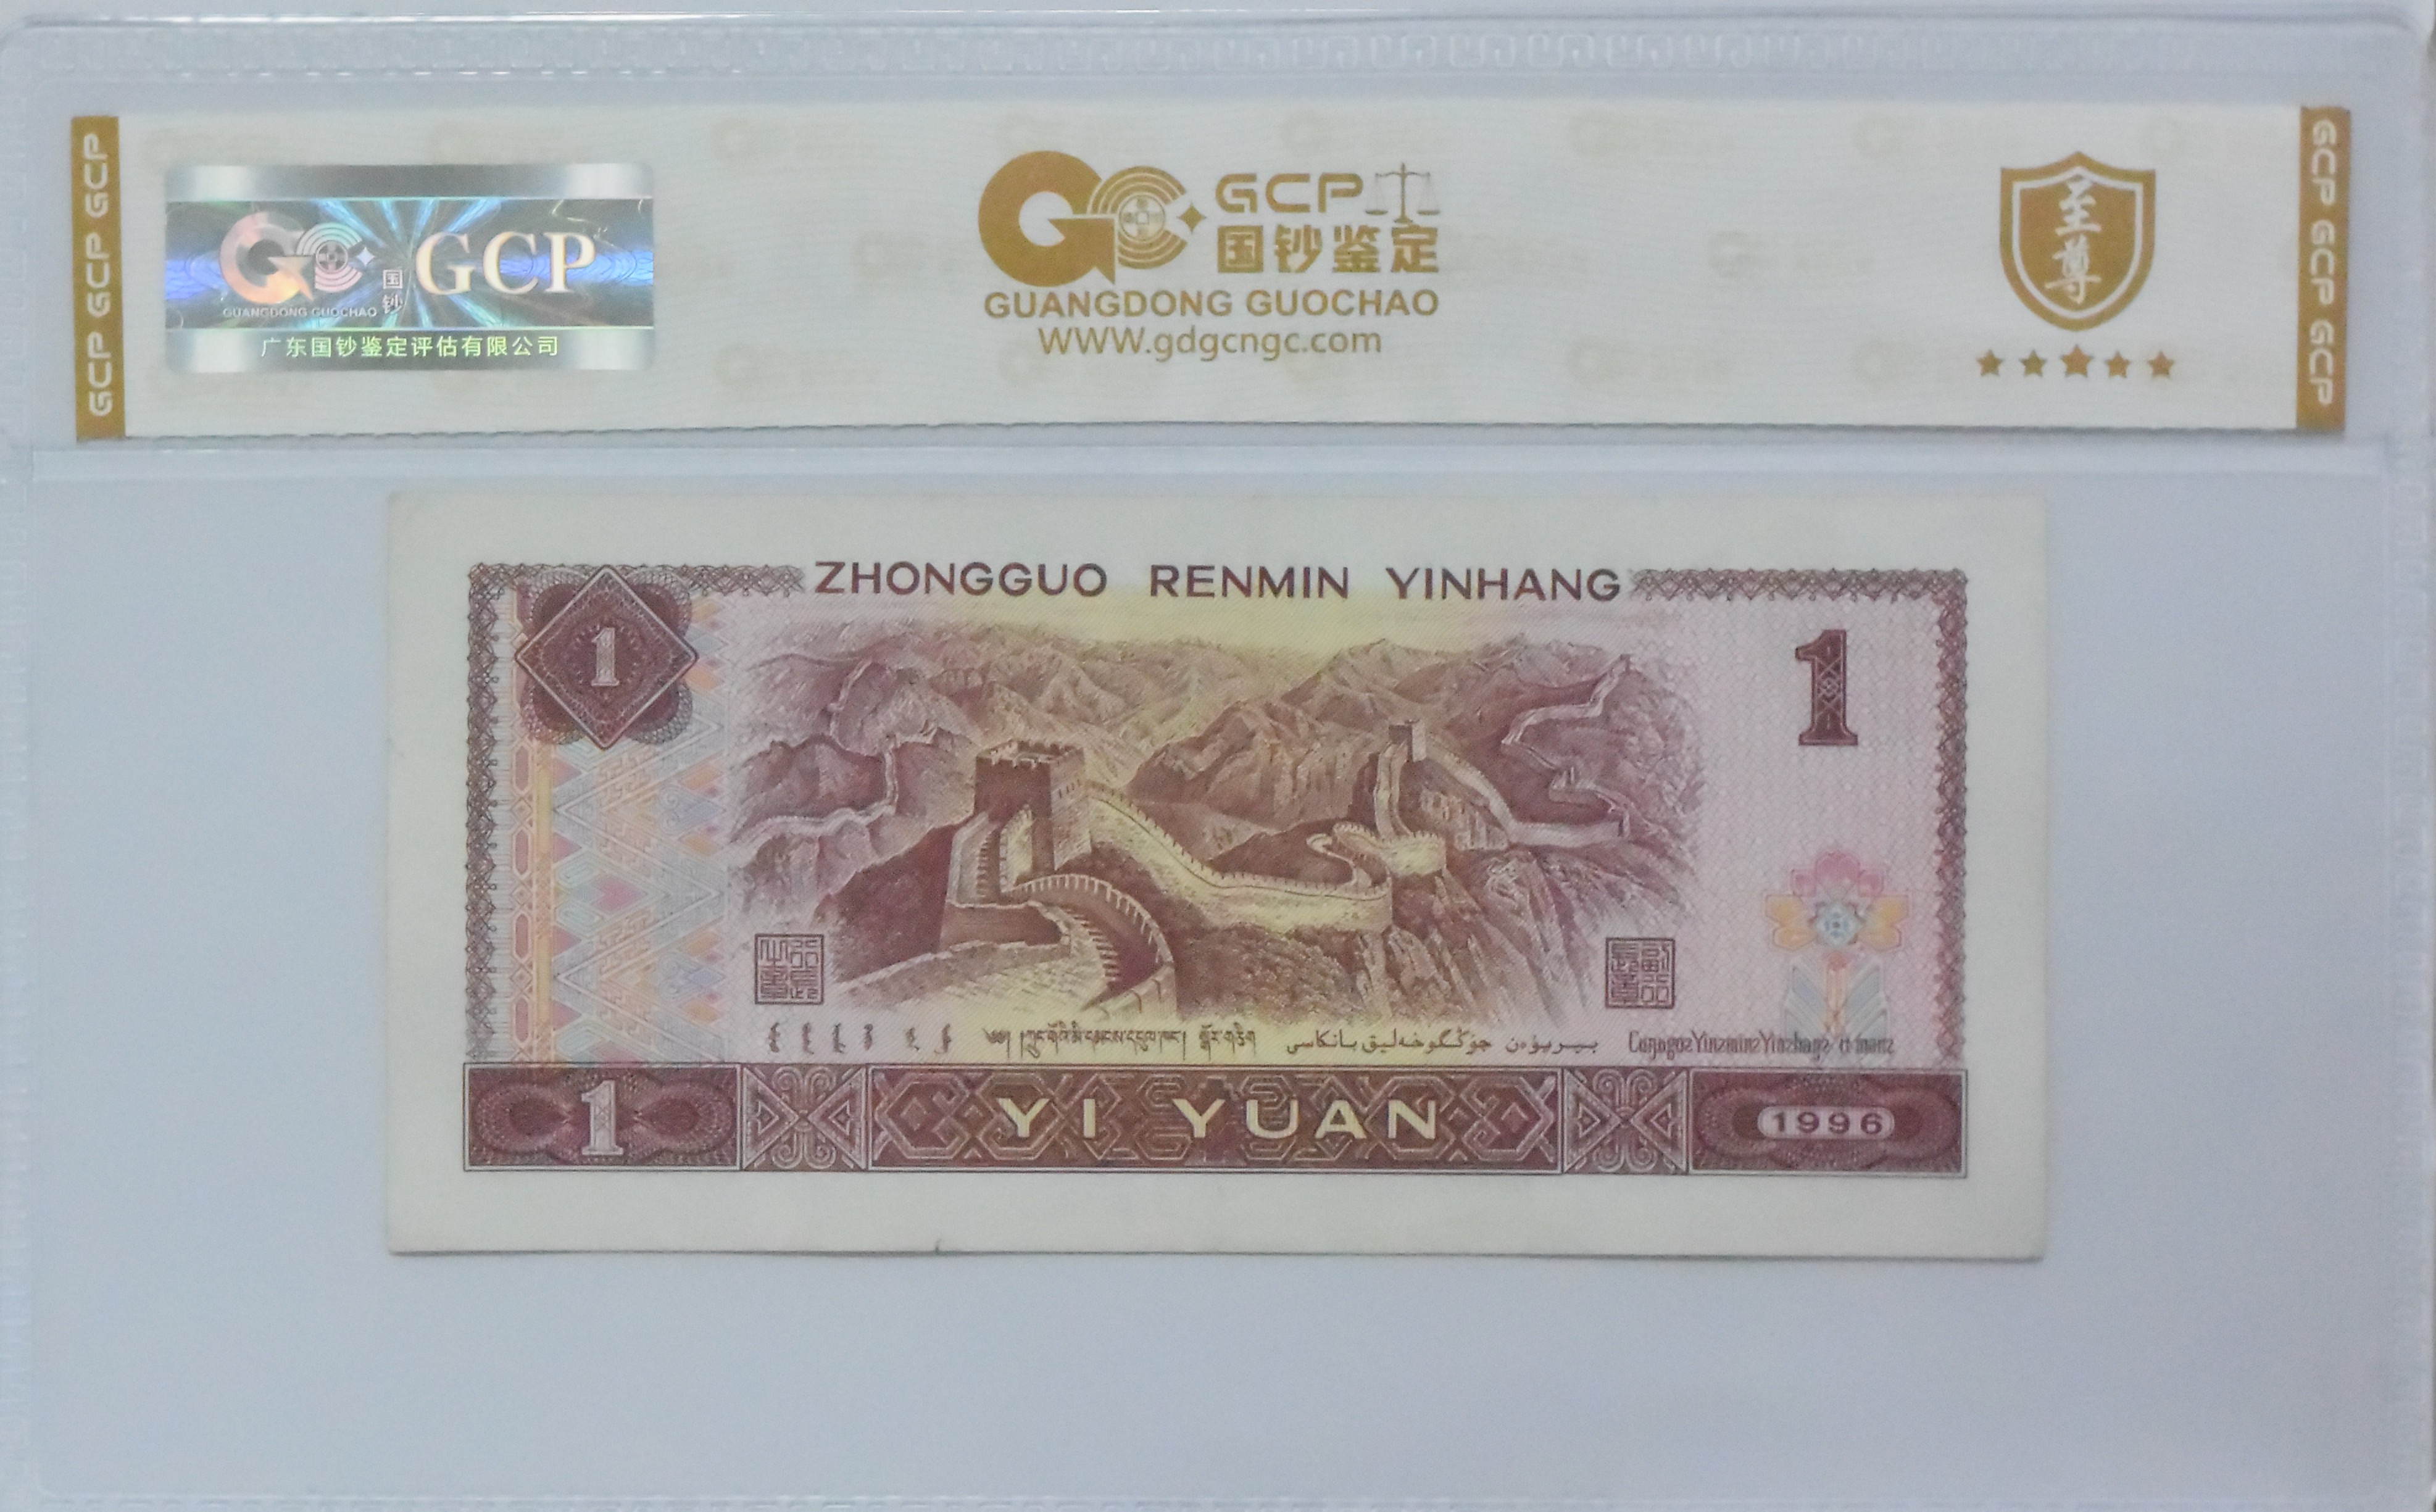 GCP GCP GCP
国钞
GCP
GUANGDONG GUOCHAO
广东国钞鉴定评估有限公司
GCP
国钞鉴定
GUANGDONG GUOCHAO
WWW.gdgcngc.com
至尊
GCP GCP GCP
ZHONGGUO RENMIN YINHANG
1
1
1
YI YUAN
1996